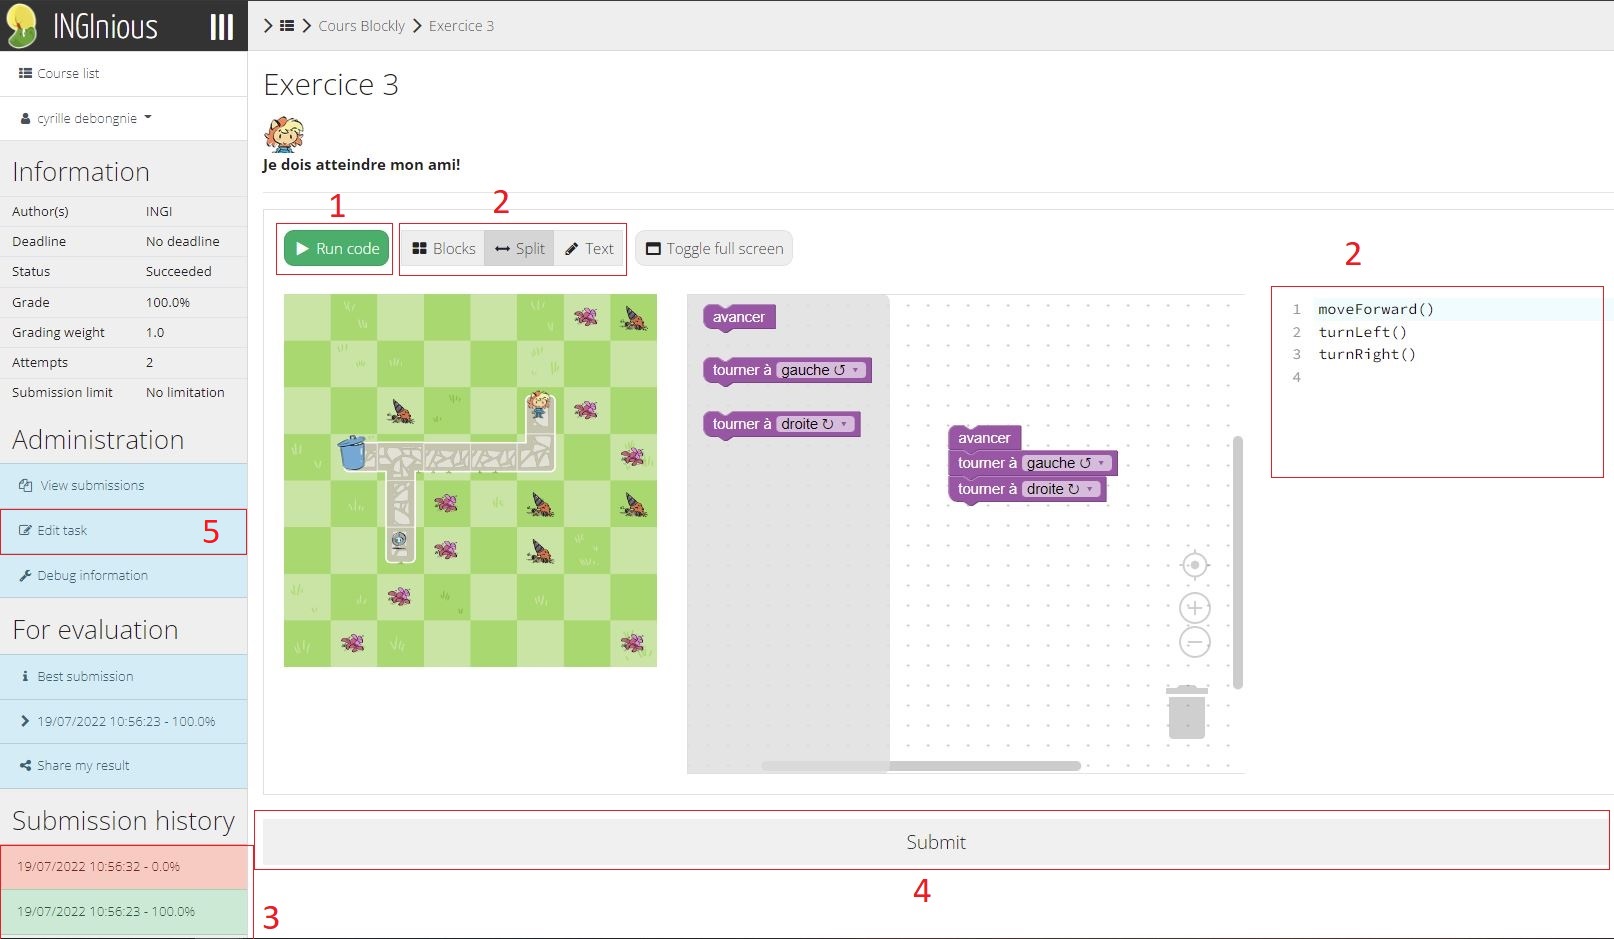 INGInious
Course list
cyrille debongnie
Information
Author(s) INGI
Deadline No deadline
Status Succeeded
Grade 100.0%
Grading weight 1.0
Attempts 2
Submission limit No limitation
Administration
View submissions
Edit task 5
Debug information
For evaluation
Best submission
19/07/2022 10:56:23 - 100.0%
Share my result
Submission history
19/07/2022 10:56:32 - 0.0%
19/07/2022 10:56:23 - 100.0%
3
Cours Blockly Exercice 3
Exercice 3
Je dois atteindre mon ami!
1 2
Run code Blocks Split Text Toggle full screen
avancer
tourner à gauche ↺
tourner à droite ↻
avancer
tourner à gauche ↺
tourner à droite ↻
2
1 moveForward()
2 turnLeft()
3 turnRight()
4
Submit
4